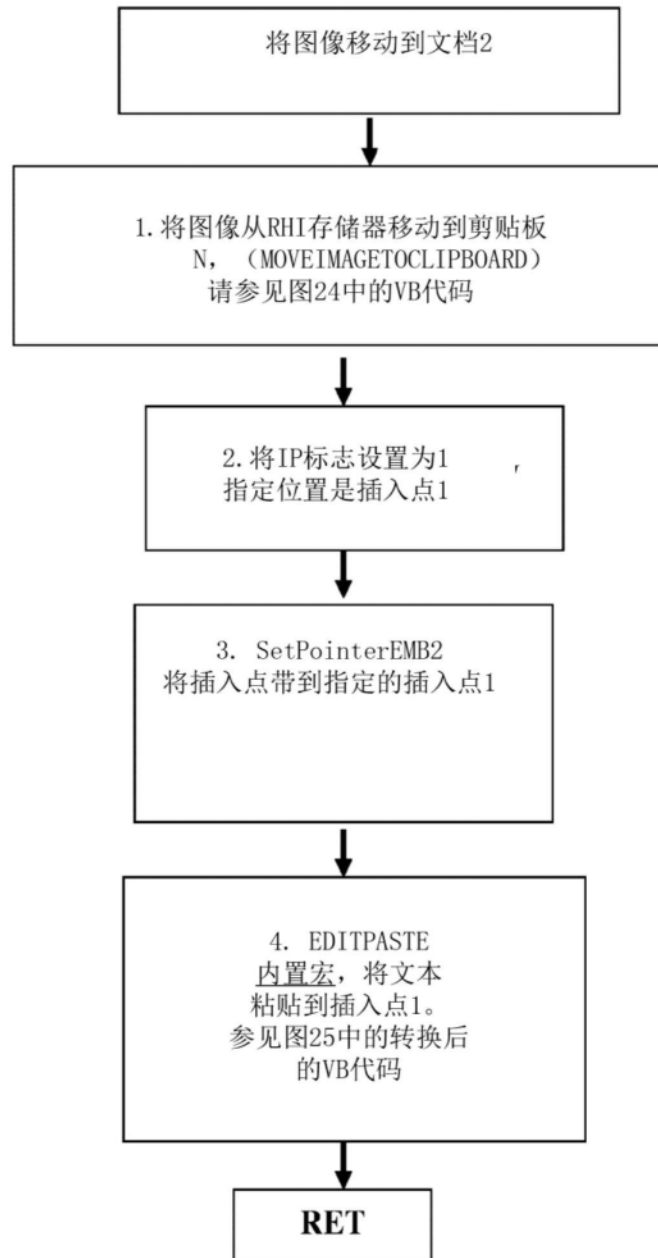 将图像移动到文档2
1.将图像从RHI存储器移动到剪贴板
N，（MOVEIMAGETOCLIPBOARD）
请参见图24中的VB代码
2.将IP标志设置为1
指定位置是插入点1
3. SetPointerEMB2
将插入点带到指定的插入点1
4. EDITPASTE
内置宏，将文本
粘贴到插入点1。
参见图25中的转换后
的VB代码
RET